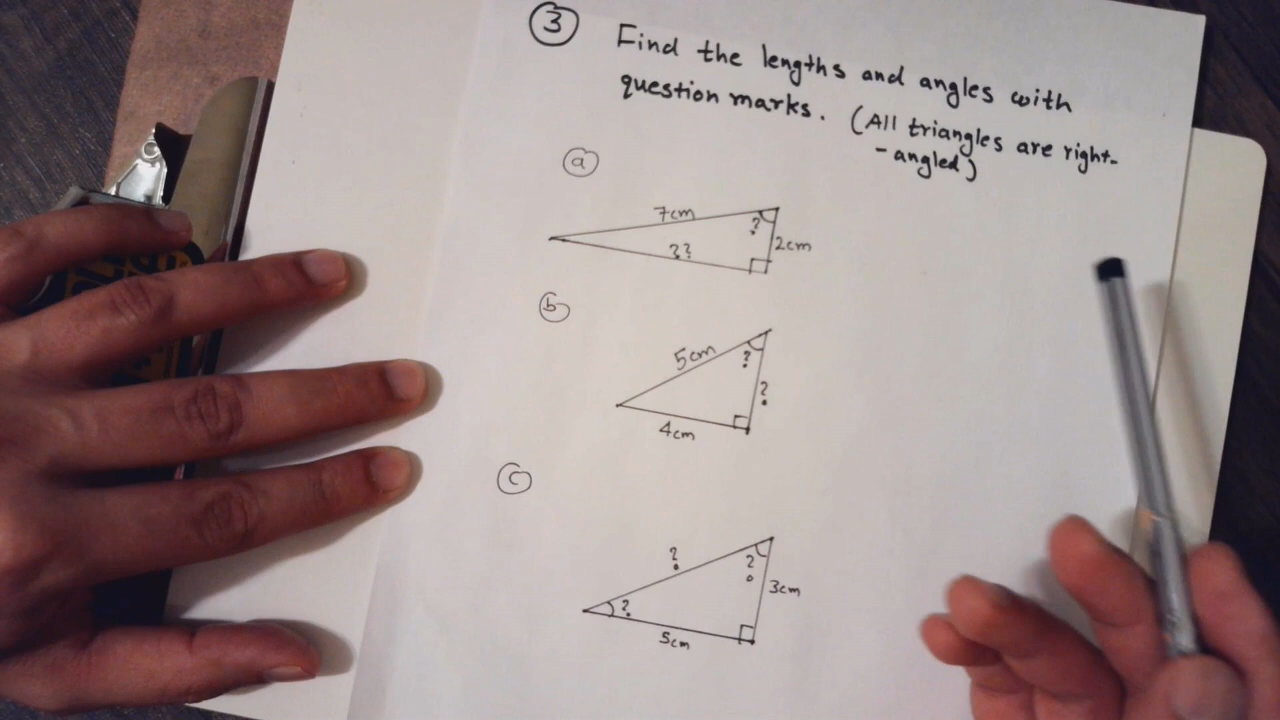 3
Find the lengths and angles with
question marks. (All triangles are right-
-angled)
a
7cm
?
??
2cm
b
5cm
?
?
4cm
c
?
?
3cm
?
5cm